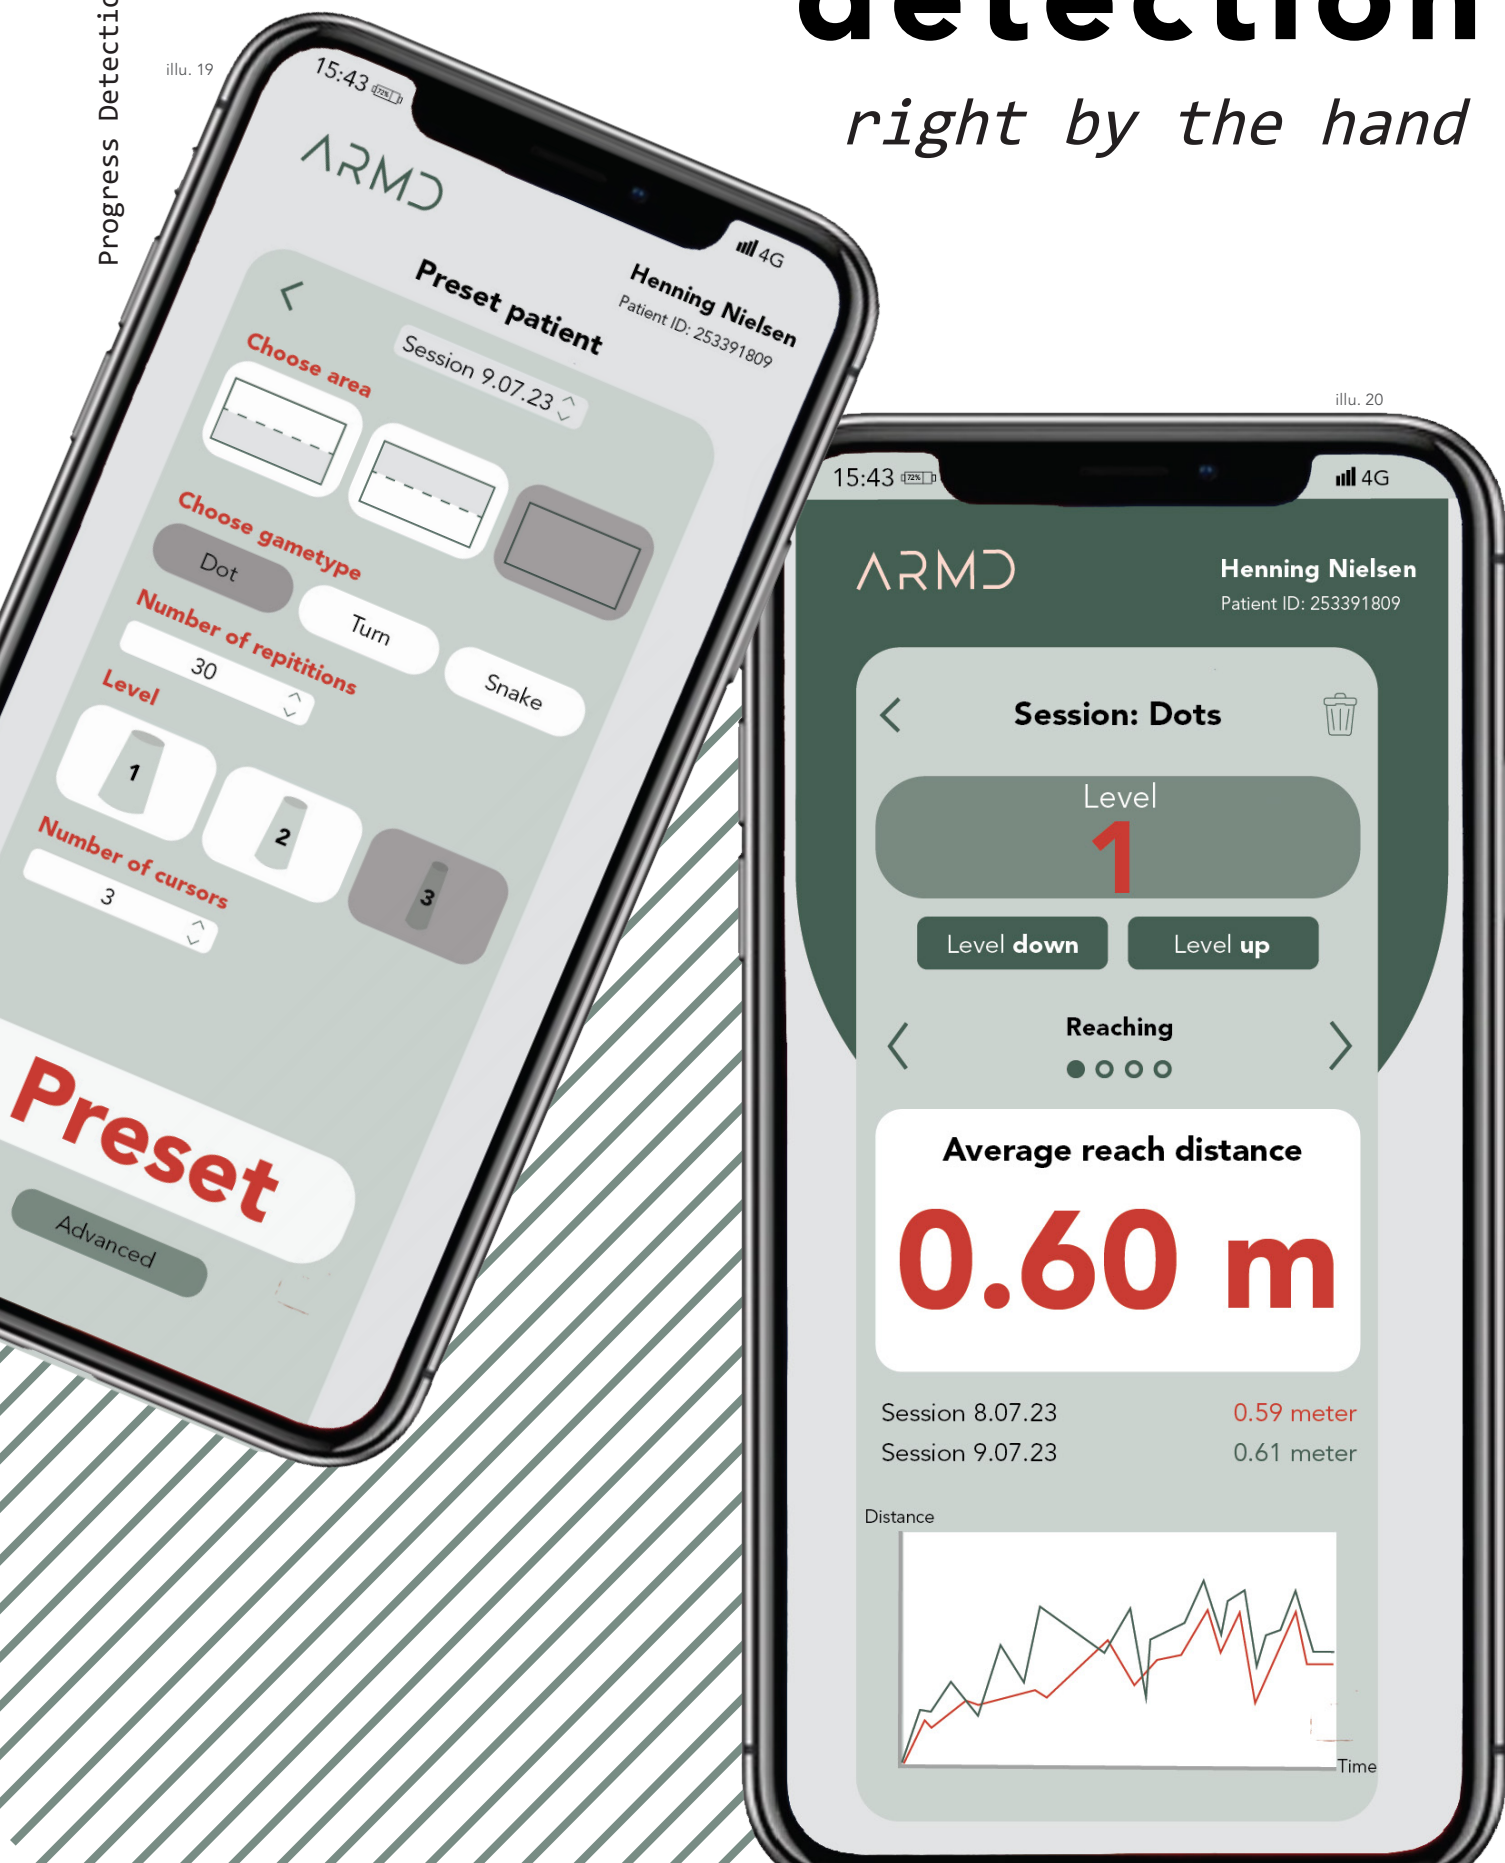 detection
right by the hand
Progress Detectio
illu. 19
15:43 72%
4G
ARMD
Henning Nielsen
Patient ID: 253391809
Preset patient
Session 9.07.23
Choose area
Choose gametype
Dot
Turn
Snake
Number of repititions
30
Level
1
2
3
Number of cursors
3
Preset
Advanced
illu. 20
15:43 72%
4G
ARMD
Henning Nielsen
Patient ID: 253391809
Session: Dots
Level
1
Level down
Level up
Reaching
Average reach distance
0.60 m
Session 8.07.23 0.59 meter
Session 9.07.23 0.61 meter
Distance
Time